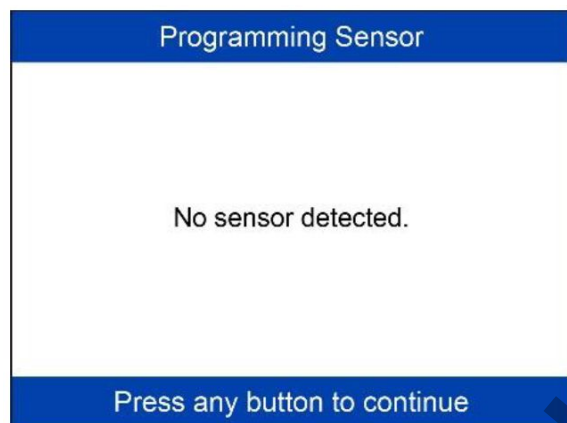 Programming Sensor
No sensor detected.
Press any button to continue